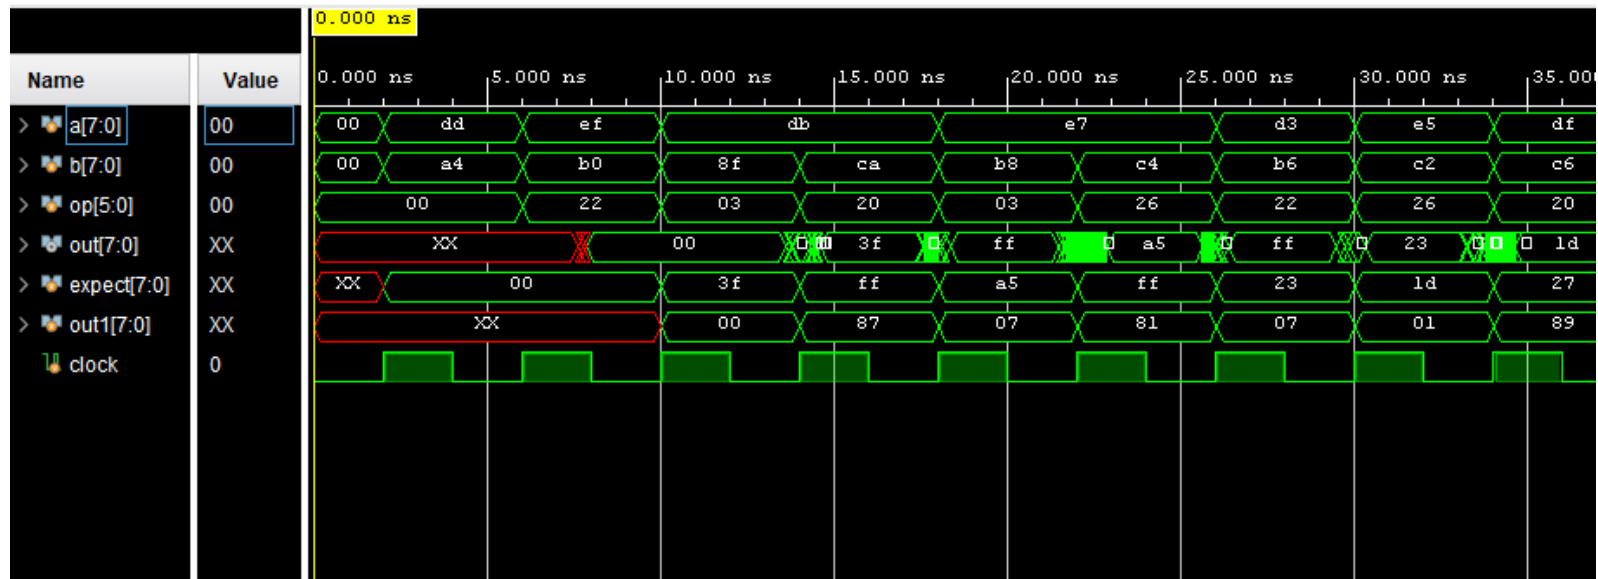 0.000 ns
Name Value 0.000 ns 5.000 ns 10.000 ns 15.000 ns 20.000 ns 25.000 ns 30.000 ns 35.00
a[7:0] 00 00 dd ef db e7 d3 e5 df
b[7:0] 00 00 a4 b0 8f ca b8 c4 b6 c2 c6
op[5:0] 00 00 22 03 20 03 26 22 26 20
out[7:0] XX XX 00 3f ff a5 ff 23 1d
expect[7:0] XX XX 00 3f ff a5 ff 23 1d 27
out1[7:0] XX XX 00 87 07 81 07 01 89
clock 0